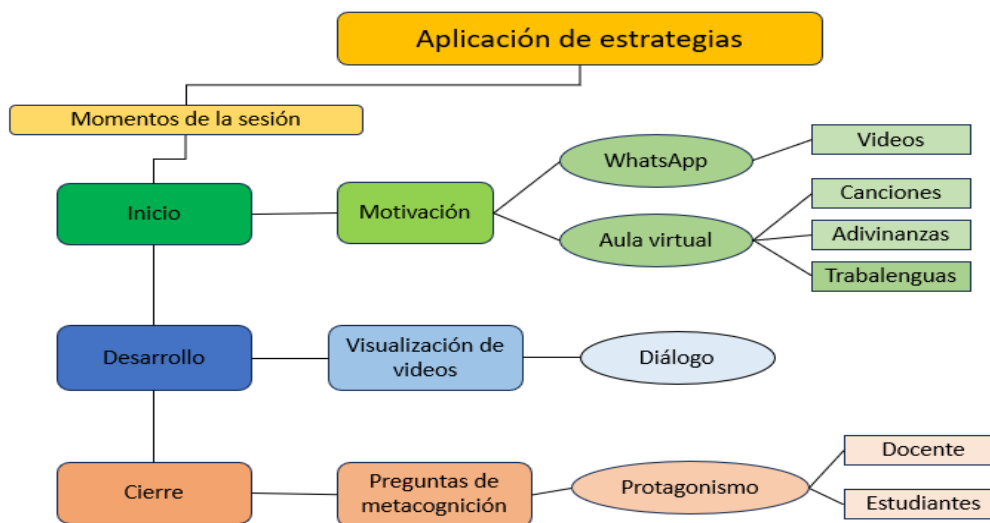 Aplicación de estrategias
Momentos de la sesión
Inicio
Motivación
WhatsApp
Videos
Aula virtual
Canciones
Adivinanzas
Trabalenguas
Desarrollo
Visualización de
videos
Diálogo
Cierre
Preguntas de
metacognición
Protagonismo
Docente
Estudiantes